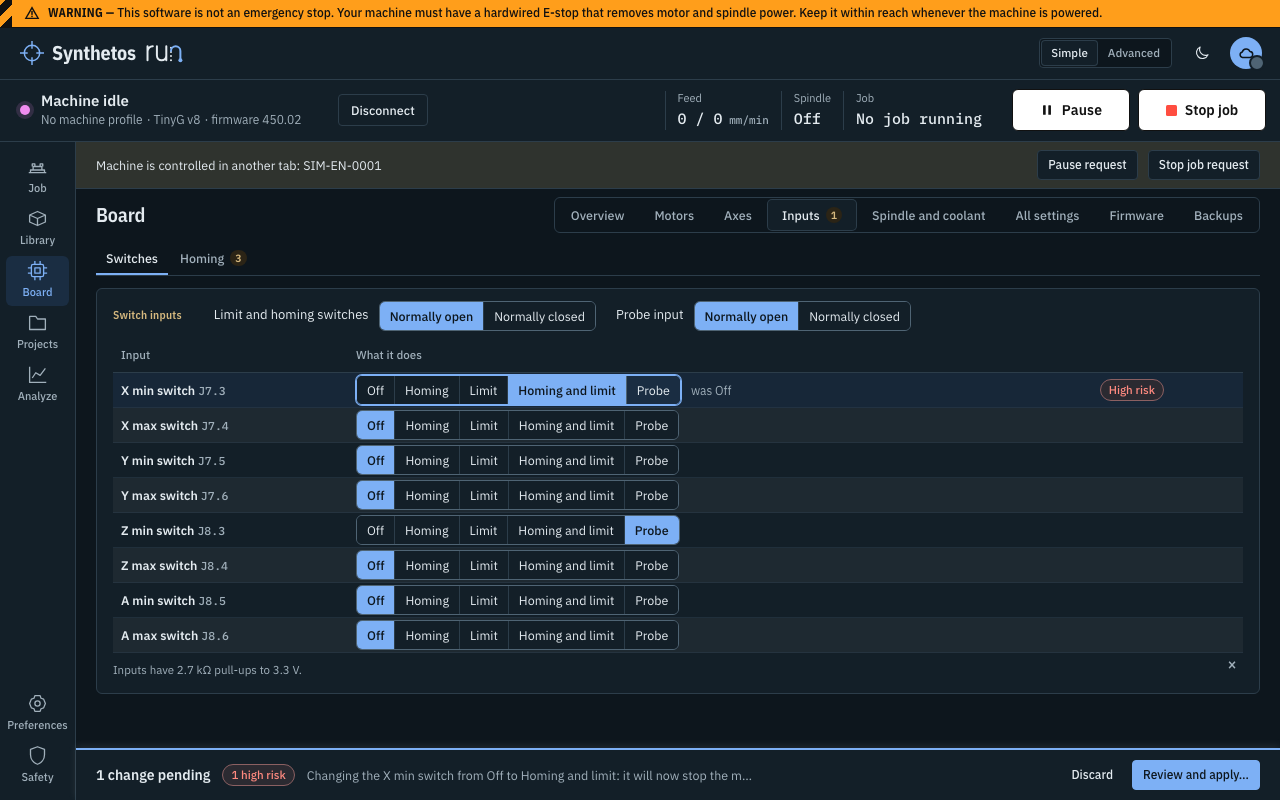 WARNING — This software is not an emergency stop. Your machine must have a hardwired E-stop that removes motor and spindle power. Keep it within reach whenever the machine is powered.
Synthetos run
Simple Advanced
Machine idle
No machine profile · TinyG v8 · firmware 450.02
Disconnect
Feed
0 / 0 mm/min
Spindle
Off
Job
No job running
Pause
Stop job
Machine is controlled in another tab: SIM-EN-0001
Pause request
Stop job request
Job
Library
Board
Projects
Analyze
Preferences
Safety
Board
Overview Motors Axes Inputs 1 Spindle and coolant All settings Firmware Backups
Switches Homing 3
Switch inputs Limit and homing switches Normally open Normally closed Probe input Normally open Normally closed
Input What it does
X min switch J7.3 Off Homing Limit Homing and limit Probe was Off High risk
X max switch J7.4 Off Homing Limit Homing and limit Probe
Y min switch J7.5 Off Homing Limit Homing and limit Probe
Y max switch J7.6 Off Homing Limit Homing and limit Probe
Z min switch J8.3 Off Homing Limit Homing and limit Probe
Z max switch J8.4 Off Homing Limit Homing and limit Probe
A min switch J8.5 Off Homing Limit Homing and limit Probe
A max switch J8.6 Off Homing Limit Homing and limit Probe
Inputs have 2.7 kΩ pull-ups to 3.3 V. ×
1 change pending 1 high risk Changing the X min switch from Off to Homing and limit: it will now stop the m… Discard Review and apply…